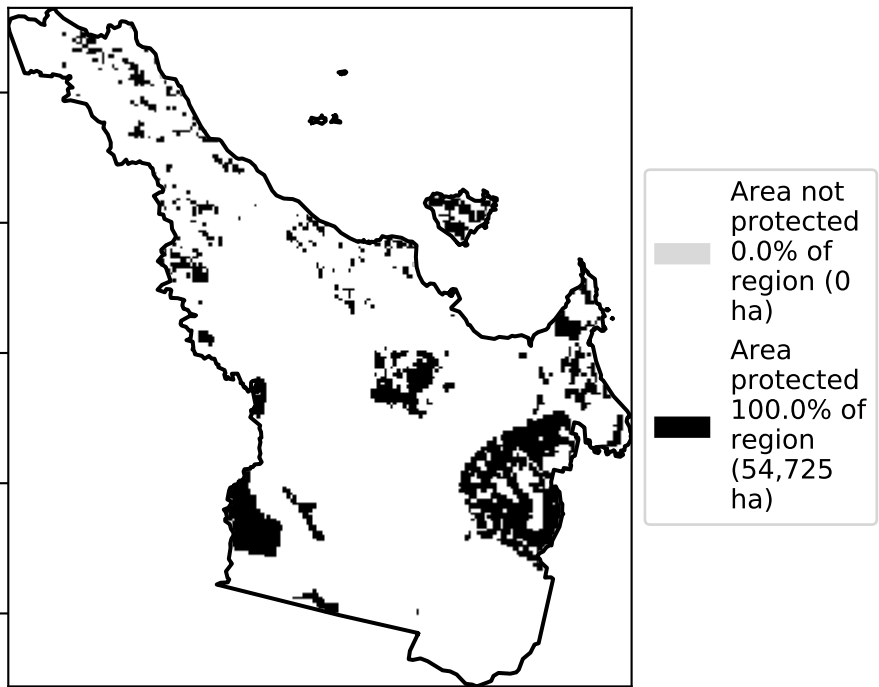 Area not
protected
0.0% of
region (0
ha)
Area
protected
100.0% of
region
(54,725
ha)